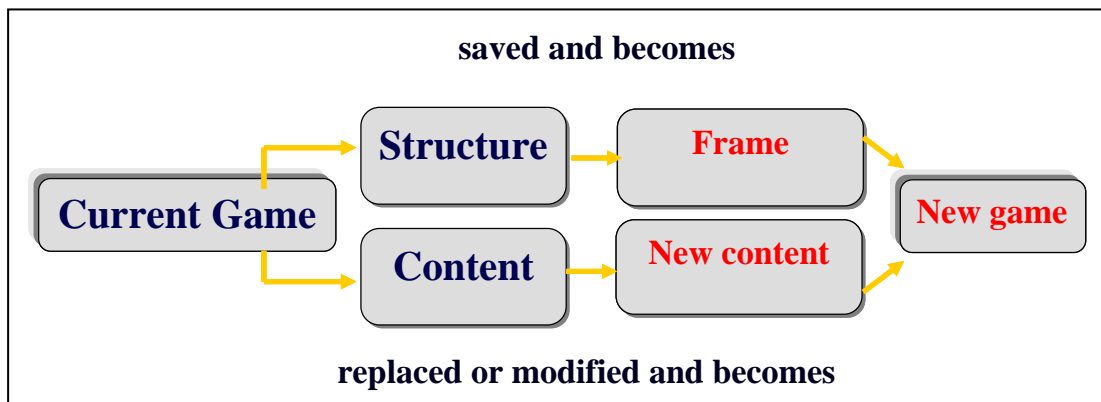 saved and becomes
Structure
Frame
Current Game
New game
Content
New content
replaced or modified and becomes